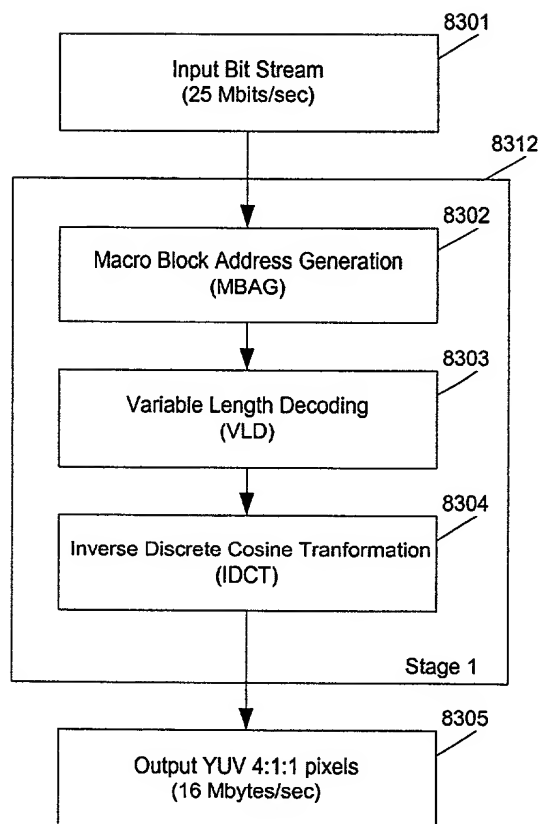 8301
Input Bit Stream
(25 Mbits/sec)
8312
8302
Macro Block Address Generation
(MBAG)
8303
Variable Length Decoding
(VLD)
8304
Inverse Discrete Cosine Tranformation
(IDCT)
Stage 1
8305
Output YUV 4:1:1 pixels
(16 Mbytes/sec)